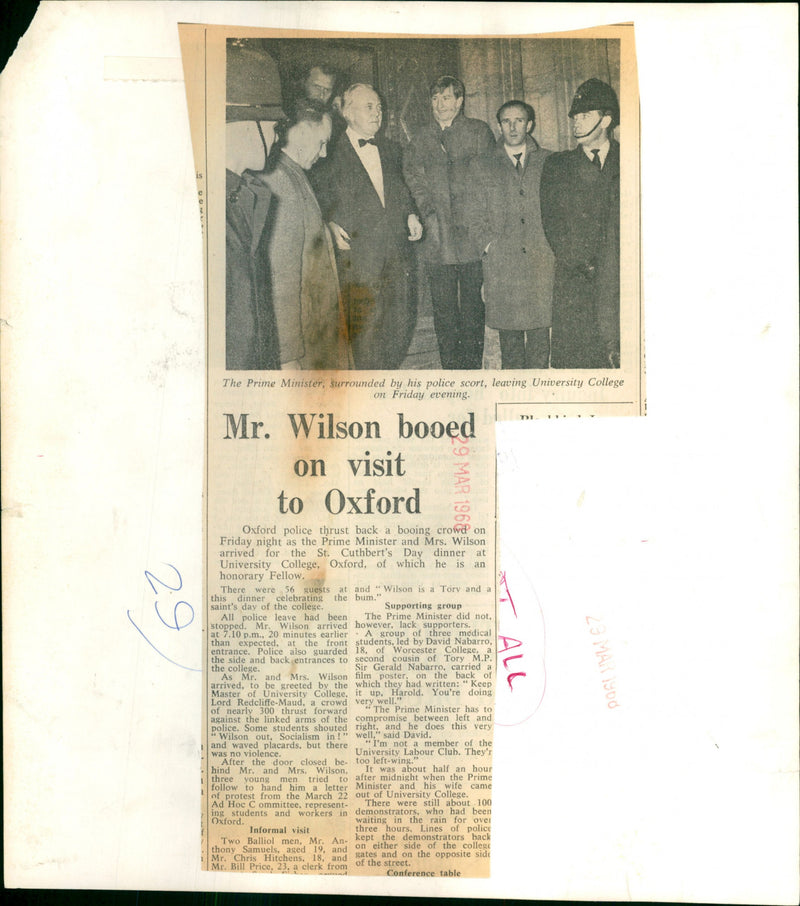 The Prime Minister, surrounded by his police scort, leaving University College
on Friday evening.
Mr. Wilson booed
on visit
to Oxford
29 MAR 1968
Oxford police thrust back a booing crowd on
Friday night as the Prime Minister and Mrs. Wilson
arrived for the St. Cuthbert's Day dinner at
University College, Oxford, of which he is an
honorary Fellow.
There were 56 guests at
this dinner celebrating the
saint's day of the college.
All police leave had been
stopped. Mr. Wilson arrived
at 7.10 p.m., 20 minutes earlier
than expected, at the front
entrance. Police also guarded
the side and back entrances to
the college.
As Mr. and Mrs. Wilson
arrived, to be greeted by the
Master of University College,
Lord Redcliffe-Maud, a crowd
of nearly 300 thrust forward
against the linked arms of the
police. Some students shouted
"Wilson out, Socialism in!"
and waved placards, but there
was no violence.
After the door closed be-
hind Mr. and Mrs. Wilson,
three young men tried to
follow to hand him a letter
of protest from the March 22
Ad Hoc C ommittee, represent-
ing students and workers in
Oxford.
Informal visit
Two Balliol men, Mr. An-
thony Samuels, aged 19, and
Mr. Chris Hitchens, 18, and
Mr. Bill Price, 23, a clerk from
and "Wilson is a Tory and a
bum."
Supporting group
The Prime Minister did not,
however, lack supporters.
A group of three medical
students, led by David Nabarro,
18, of Worcester College, a
second cousin of Tory M.P.
Sir Gerald Nabarro, carried a
film poster, on the back of
which they had written: "Keep
it up, Harold. You're doing
very well."
"The Prime Minister has to
compromise between left and
right, and he does this very
well," said David.
"I'm not a member of the
University Labour Club. They'r
too left-wing."
It was about half an hour
after midnight when the Prime
Minister and his wife came
out of University College.
There were still about 100
demonstrators, who had been
waiting in the rain for over
three hours. Lines of police
kept the demonstrators back
on either side of the college
gates and on the opposite side
of the street.
Conference table
29
T ALL